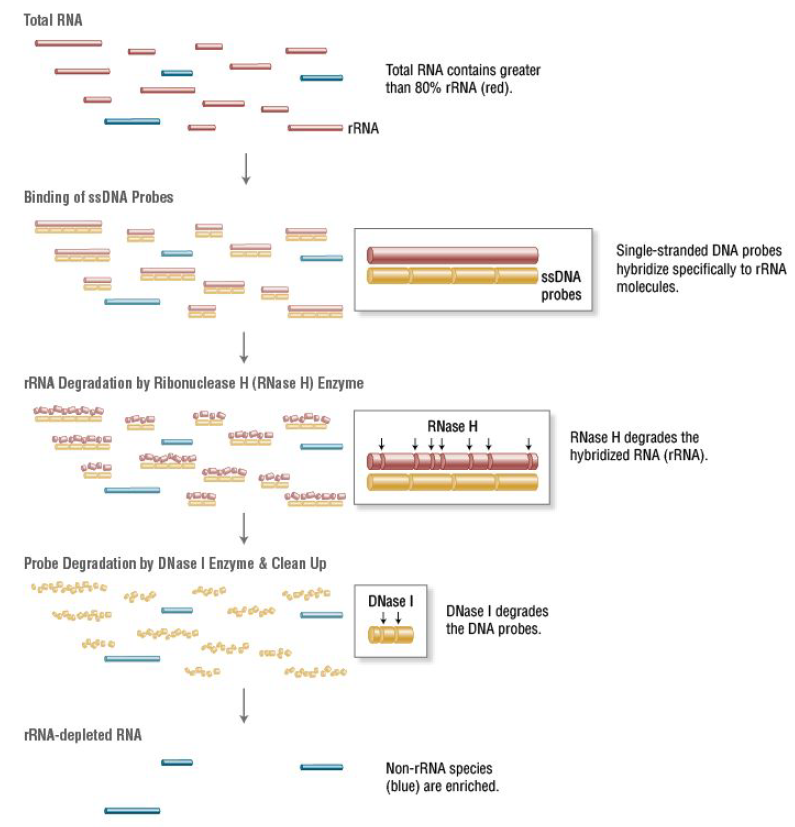 Total RNA
Total RNA contains greater
than 80% rRNA (red).
rRNA
Binding of ssDNA Probes
ssDNA
probes
Single-stranded DNA probes
hybridize specifically to rRNA
molecules.
rRNA Degradation by Ribonuclease H (RNase H) Enzyme
RNase H
RNase H degrades the
hybridized RNA (rRNA).
Probe Degradation by DNase I Enzyme & Clean Up
DNase I
DNase I degrades
the DNA probes.
rRNA-depleted RNA
Non-rRNA species
(blue) are enriched.